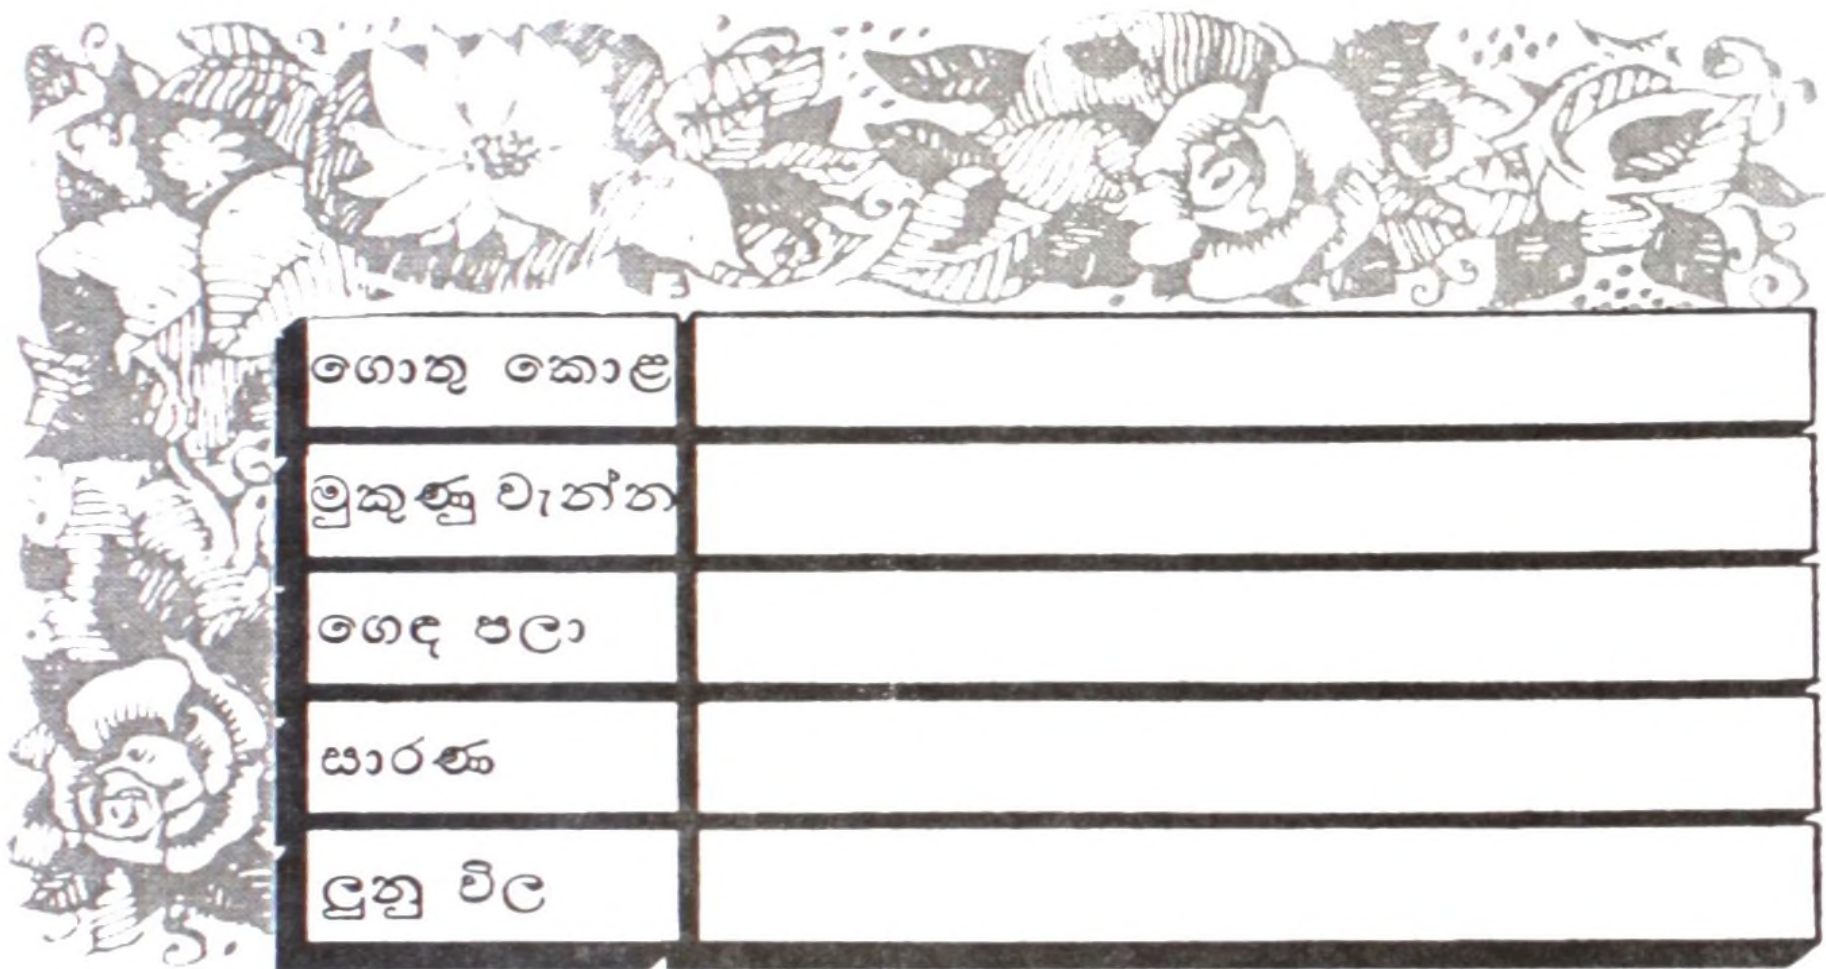 ගොතු කොළ
මුකුණු වැන්න
ගෙඳ පලා
සාරණ
ලුනු විල